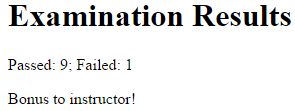 Examination Results
Passed: 9; Failed: 1
Bonus to instructor!